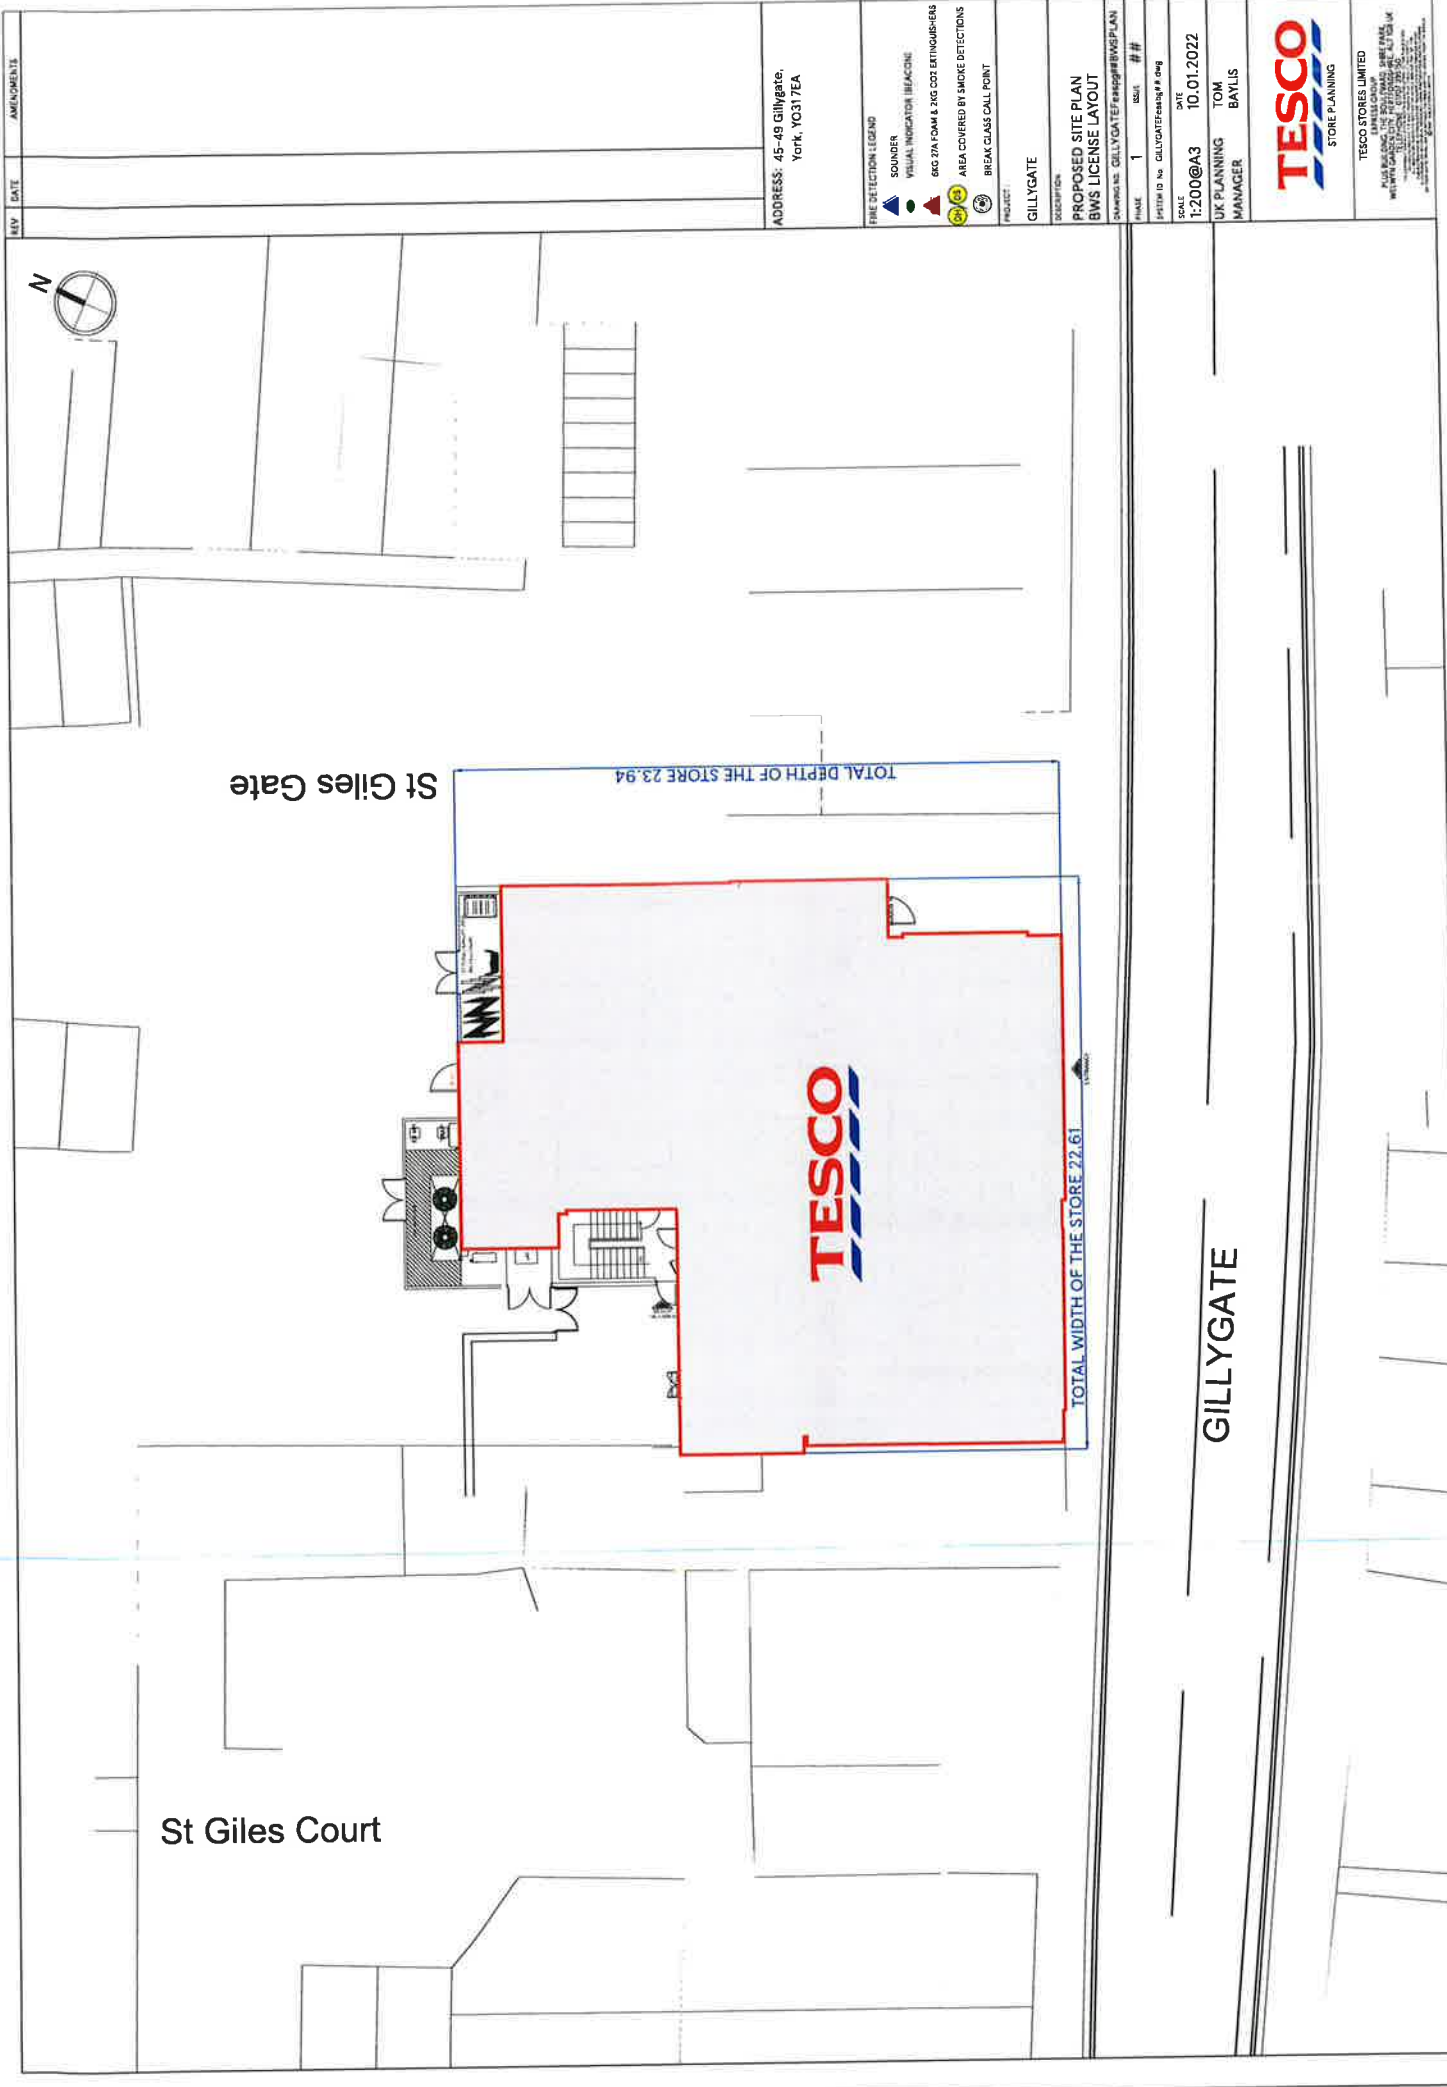 REV DATE AMENDMENTS
ADDRESS: 45-49 Gillygate,
York, YO31 7EA
FIRE DETECTION LEGEND
SOUNDER
VISUAL INDICATOR (BEACON)
6KG 27A FOAM & 2KG CO2 EXTINGUISHERS
AREA COVERED BY SMOKE DETECTIONS
BREAK GLASS CALL POINT
PROJECT:
GILLYGATE
DESCRIPTION
PROPOSED SITE PLAN
BWS LICENSE LAYOUT
PHASE 1 ISSUE ##
SCALE DATE
1:200@A3 10.01.2022
UK PLANNING TOM
MANAGER BAYLIS
TESCO
STORE PLANNING
TESCO STORES LIMITED
N
St Giles Gate
TOTAL DEPTH OF THE STORE 23.94
TESCO
TOTAL WIDTH OF THE STORE 22.61
ENTRANCE
GILLYGATE
St Giles Court